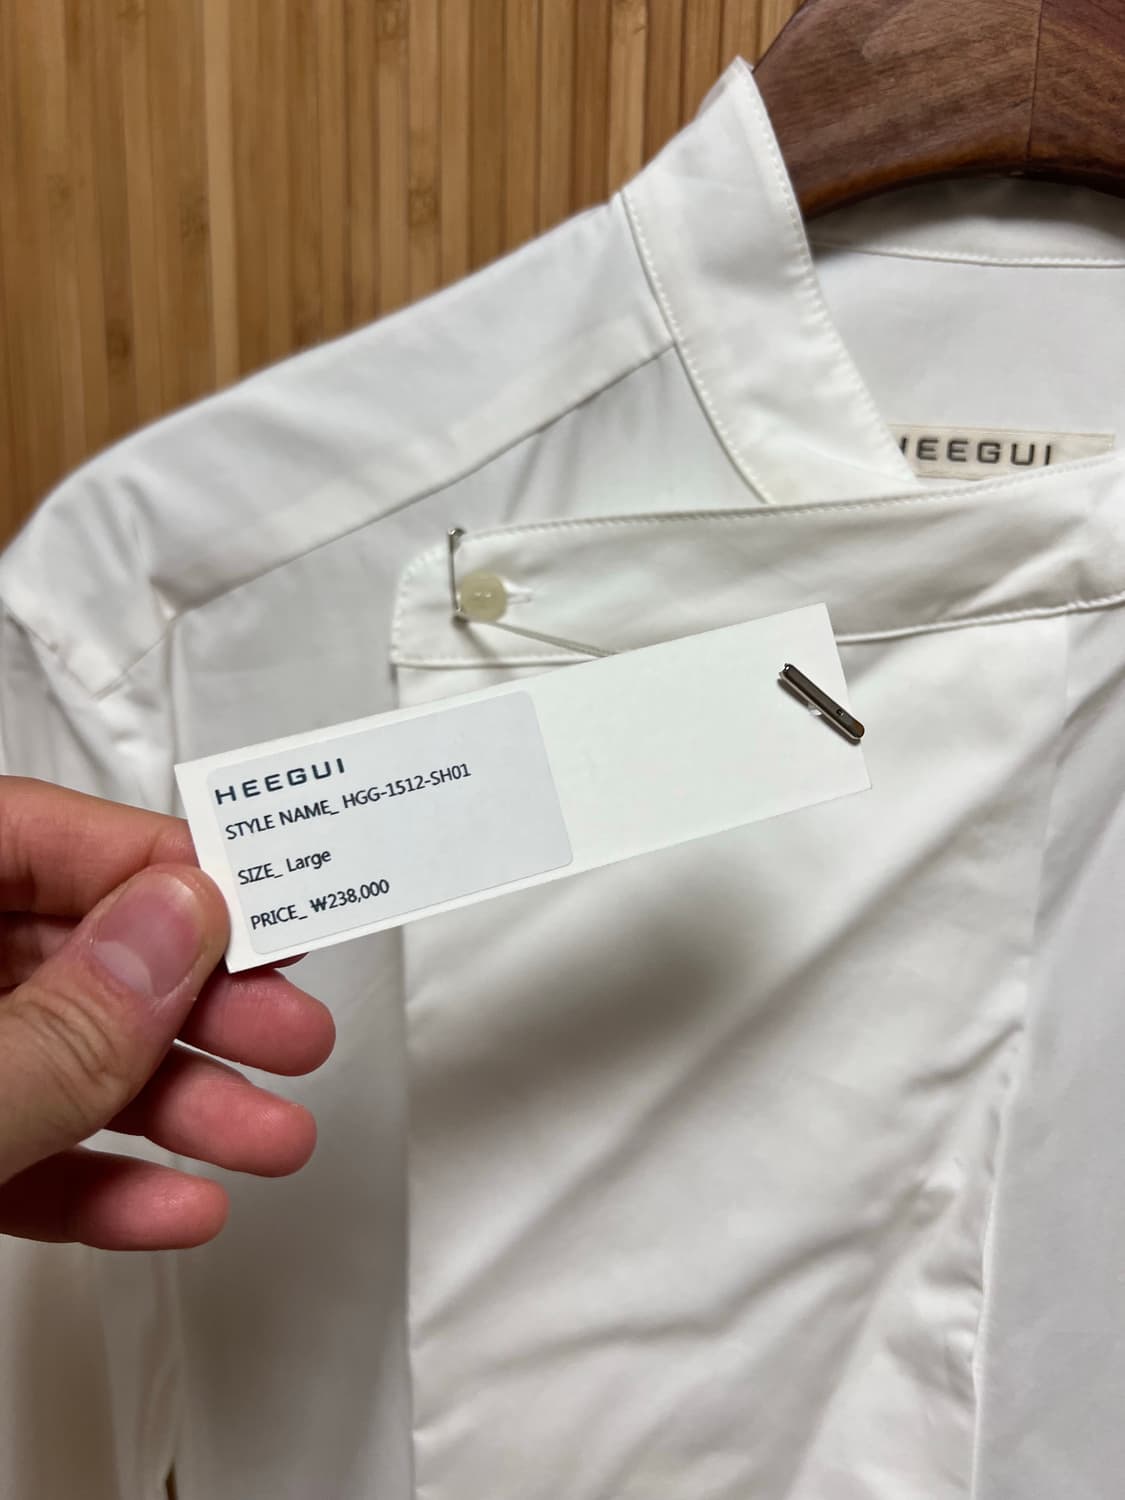 HEEGUI
HEEGUI
STYLE NAME_ HGG-1512-SH01
SIZE_ Large
PRICE_ ₩238,000